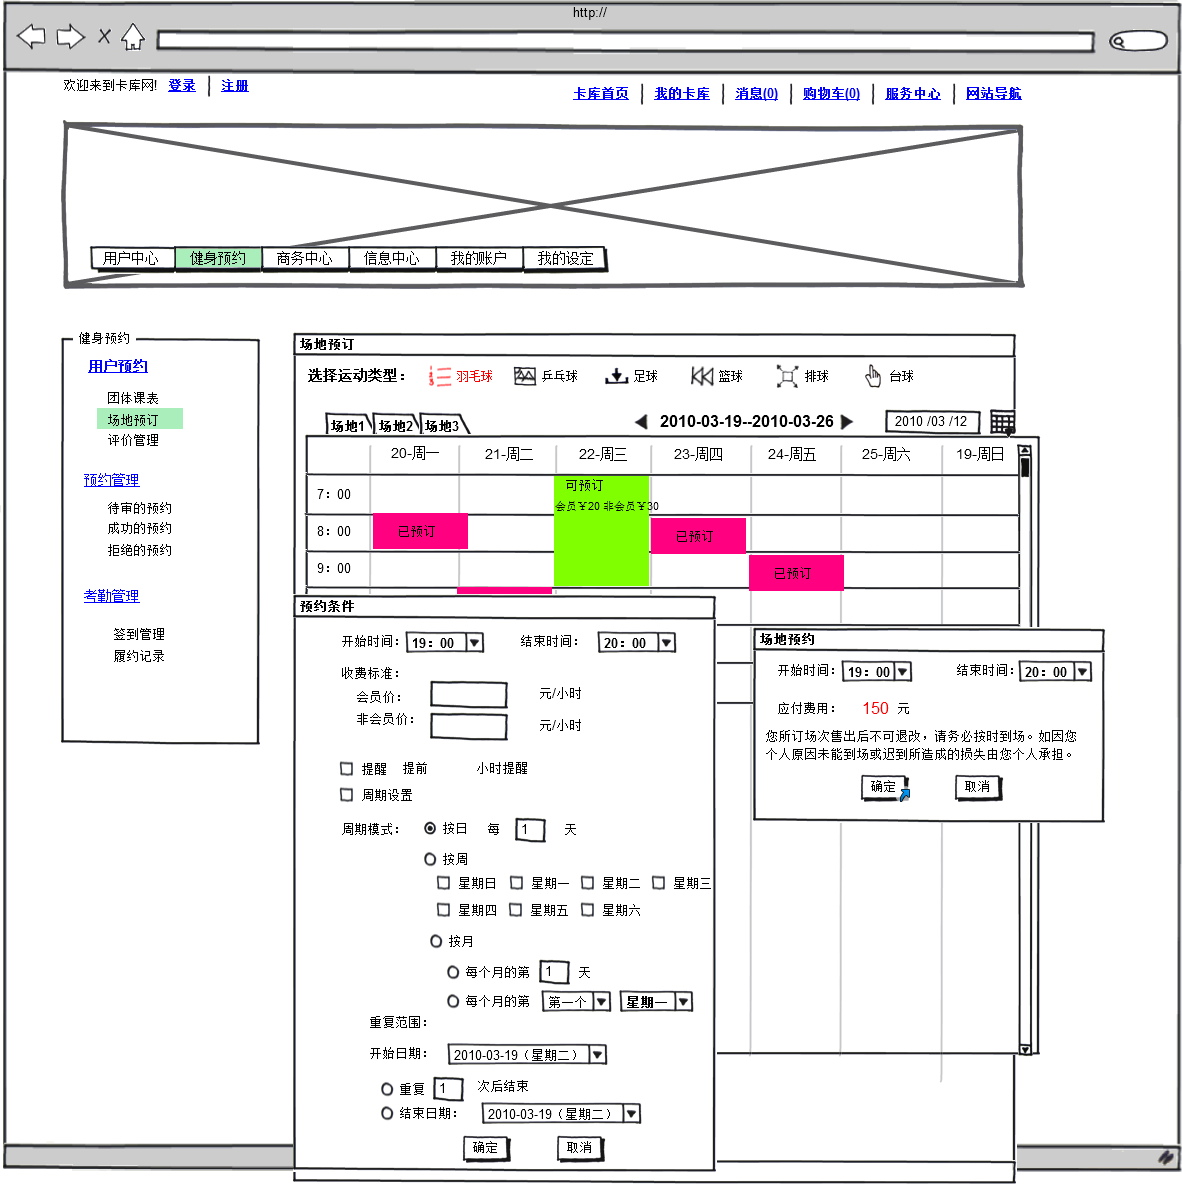 http://
欢迎来到卡库网! 登录 注册
卡库首页 我的卡库 消息(0) 购物车(0) 服务中心 网站导航
用户中心 健身预约 商务中心 信息中心 我的账户 我的设定
健身预约
用户预约
团体课表
场地预订
评价管理
预约管理
待审的预约
成功的预约
拒绝的预约
考勤管理
签到管理
履约记录
场地预订
选择运动类型: 羽毛球 乒乓球 足球 篮球 排球 台球
场地1 场地2 场地3 2010-03-19--2010-03-26 2010 /03 /12
20-周一 21-周二 22-周三 23-周四 24-周五 25-周六 19-周日
7: 00 可预订
会员￥20 非会员￥30
8: 00 已预订 已预订
9: 00 已预订
预约条件
开始时间: 19: 00 结束时间: 20: 00
收费标准:
会员价: 元/小时
非会员价: 元/小时
提醒 提前 小时提醒
周期设置
周期模式: 按日 每 1 天
按周
星期日 星期一 星期二 星期三
星期四 星期五 星期六
按月
每个月的第 1 天
每个月的第 第一个 星期一
重复范围:
开始日期: 2010-03-19（星期二）
重复 1 次后结束
结束日期: 2010-03-19（星期二）
确定 取消
场地预约
开始时间: 19: 00 结束时间: 20: 00
应付费用: 150 元
您所订场次售出后不可退改，请务必按时到场。如因您
个人原因未能到场或迟到所造成的损失由您个人承担。
确定 取消